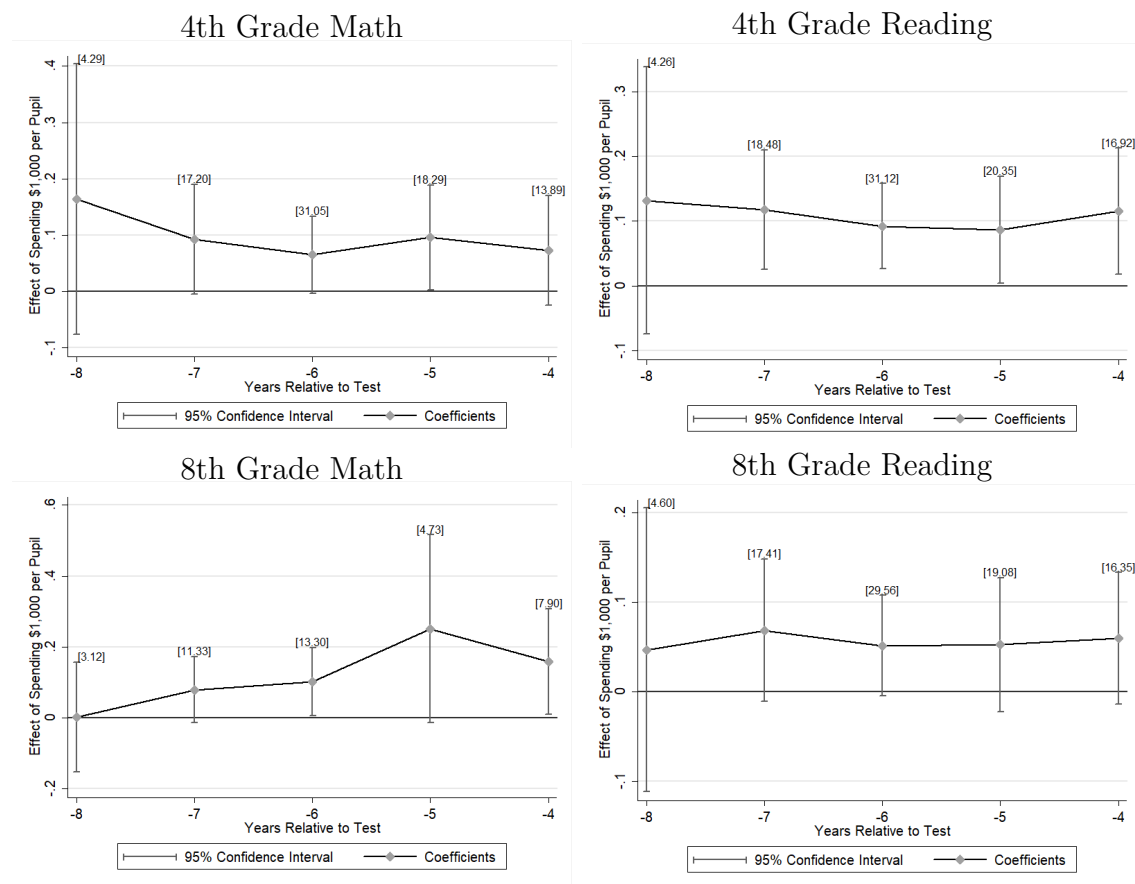 4th Grade Math
Effect of Spending $1,000 per Pupil
.4
.3
.2
.1
0
-.1
[4.29]
[17.20]
[31.05]
[18.29]
[13.89]
-8 -7 -6 -5 -4
Years Relative to Test
95% Confidence Interval Coefficients
4th Grade Reading
Effect of Spending $1,000 per Pupil
.3
.2
.1
0
-.1
[4.26]
[18.48]
[31.12]
[20.35]
[16.92]
-8 -7 -6 -5 -4
Years Relative to Test
95% Confidence Interval Coefficients
8th Grade Math
Effect of Spending $1,000 per Pupil
.6
.4
.2
0
-.2
[3.12]
[11.33]
[13.30]
[4.73]
[7.90]
-8 -7 -6 -5 -4
Years Relative to Test
95% Confidence Interval Coefficients
8th Grade Reading
Effect of Spending $1,000 per Pupil
.2
.1
0
-.1
[4.60]
[17.41]
[29.56]
[19.08]
[16.35]
-8 -7 -6 -5 -4
Years Relative to Test
95% Confidence Interval Coefficients